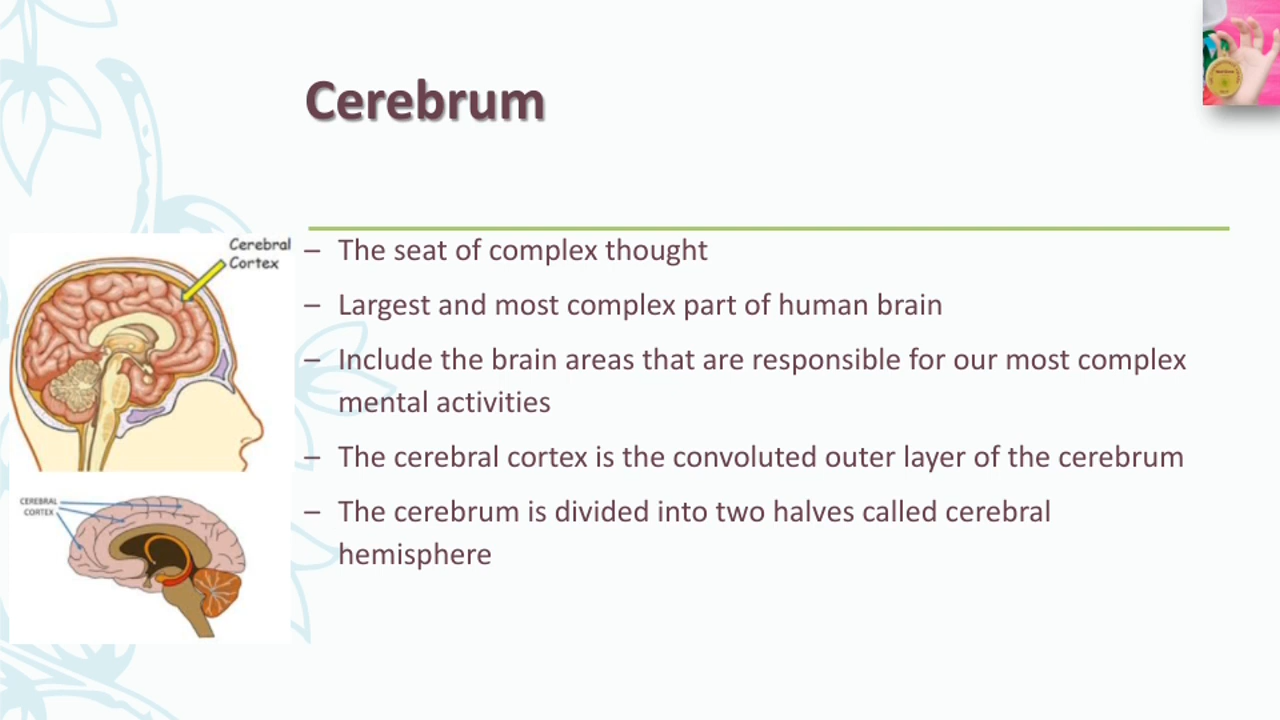 Cerebrum
Cerebral
Cortex
– The seat of complex thought
– Largest and most complex part of human brain
– Include the brain areas that are responsible for our most complex
mental activities
– The cerebral cortex is the convoluted outer layer of the cerebrum
– The cerebrum is divided into two halves called cerebral
hemisphere
CEREBRAL
CORTEX